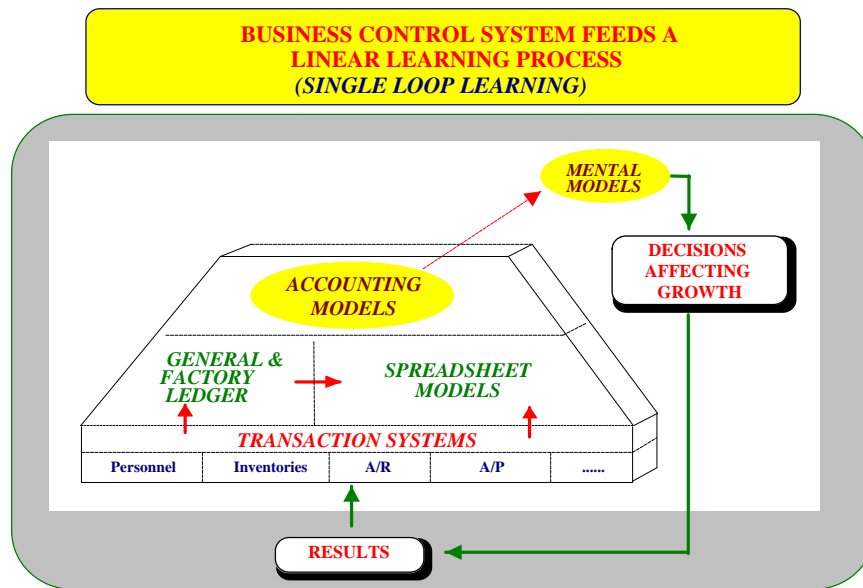 BUSINESS CONTROL SYSTEM FEEDS A
LINEAR LEARNING PROCESS
(SINGLE LOOP LEARNING)
MENTAL
MODELS
DECISIONS
AFFECTING
GROWTH
ACCOUNTING
MODELS
GENERAL &
FACTORY
LEDGER
SPREADSHEET
MODELS
TRANSACTION SYSTEMS
Personnel
Inventories
A/R
A/P
......
RESULTS